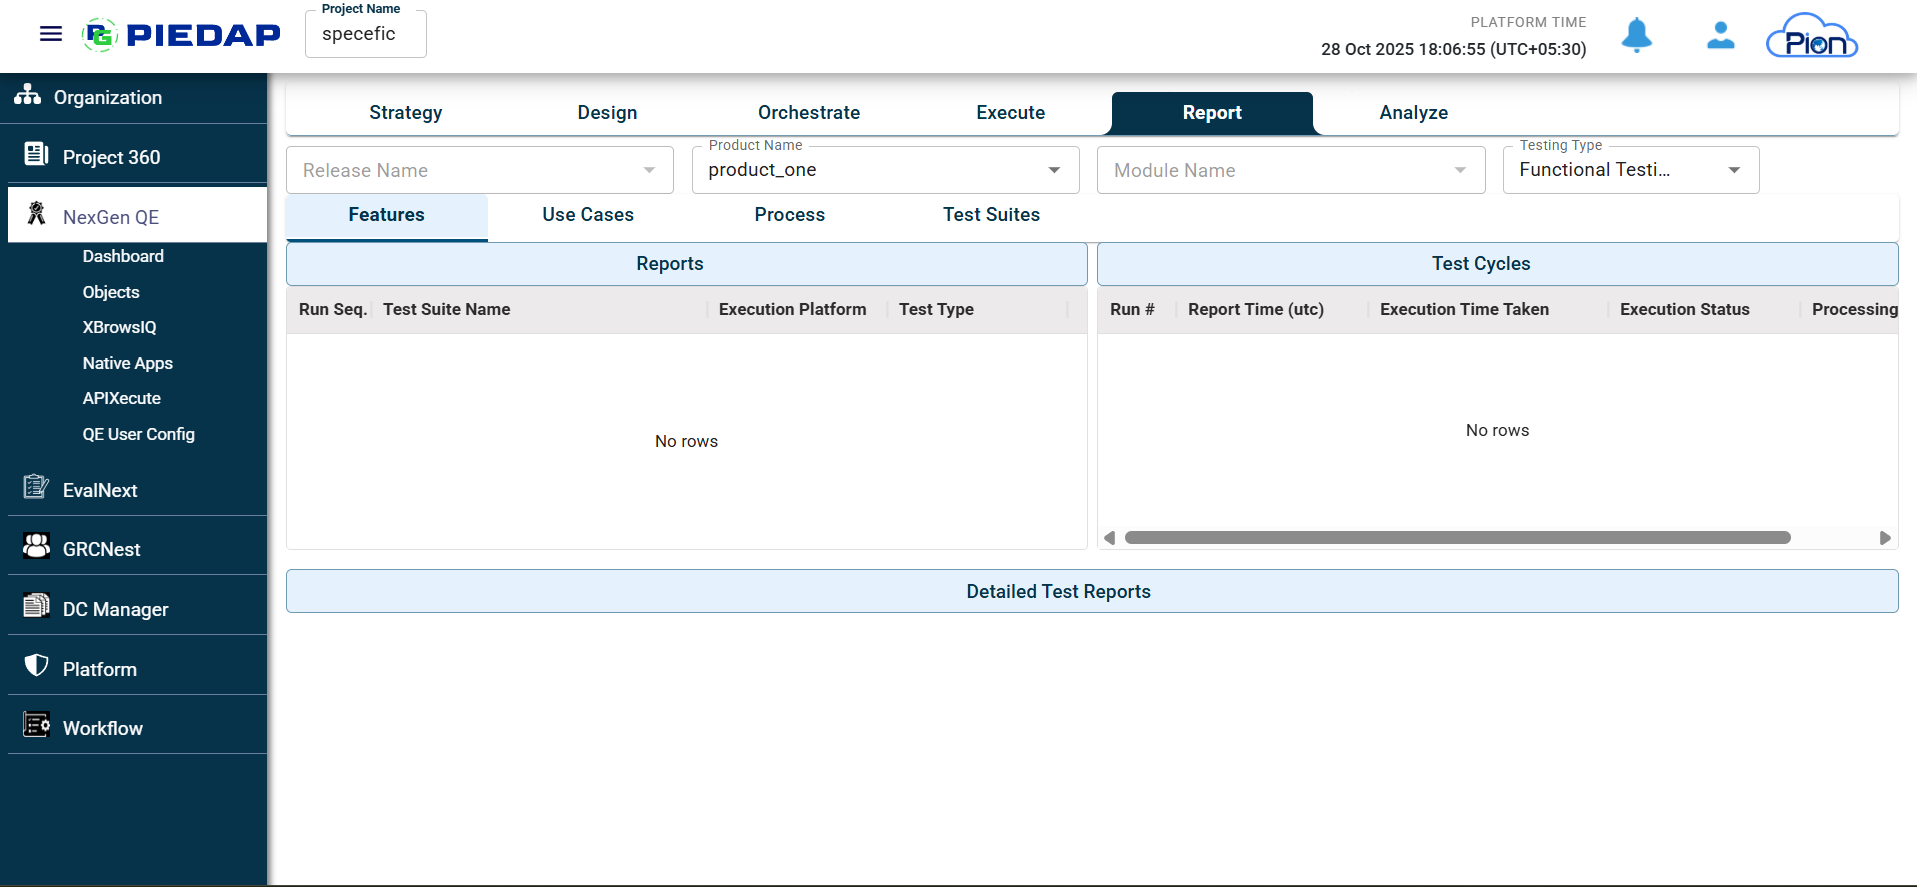 PIEDAP
Project Name
specefic
PLATFORM TIME
28 Oct 2025 18:06:55 (UTC+05:30)
Pion
Organization
Project 360
NexGen QE
Dashboard
Objects
XBrowsIQ
Native Apps
APIXecute
QE User Config
EvalNext
GRCNest
DC Manager
Platform
Workflow
Strategy Design Orchestrate Execute Report Analyze
Release Name
Product Name
product_one
Module Name
Testing Type
Functional Testi...
Features Use Cases Process Test Suites
Reports
Run Seq. Test Suite Name Execution Platform Test Type
No rows
Test Cycles
Run # Report Time (utc) Execution Time Taken Execution Status Processing
No rows
Detailed Test Reports